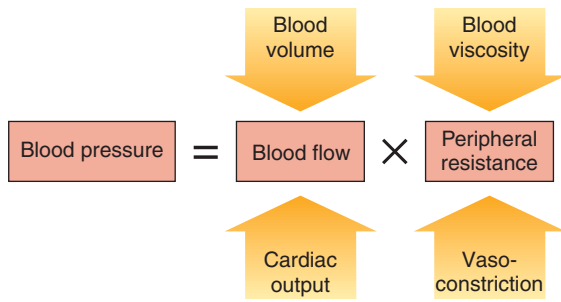 Blood
volume
Blood
viscosity
Blood pressure
=
Blood flow
×
Peripheral
resistance
Cardiac
output
Vaso-
constriction